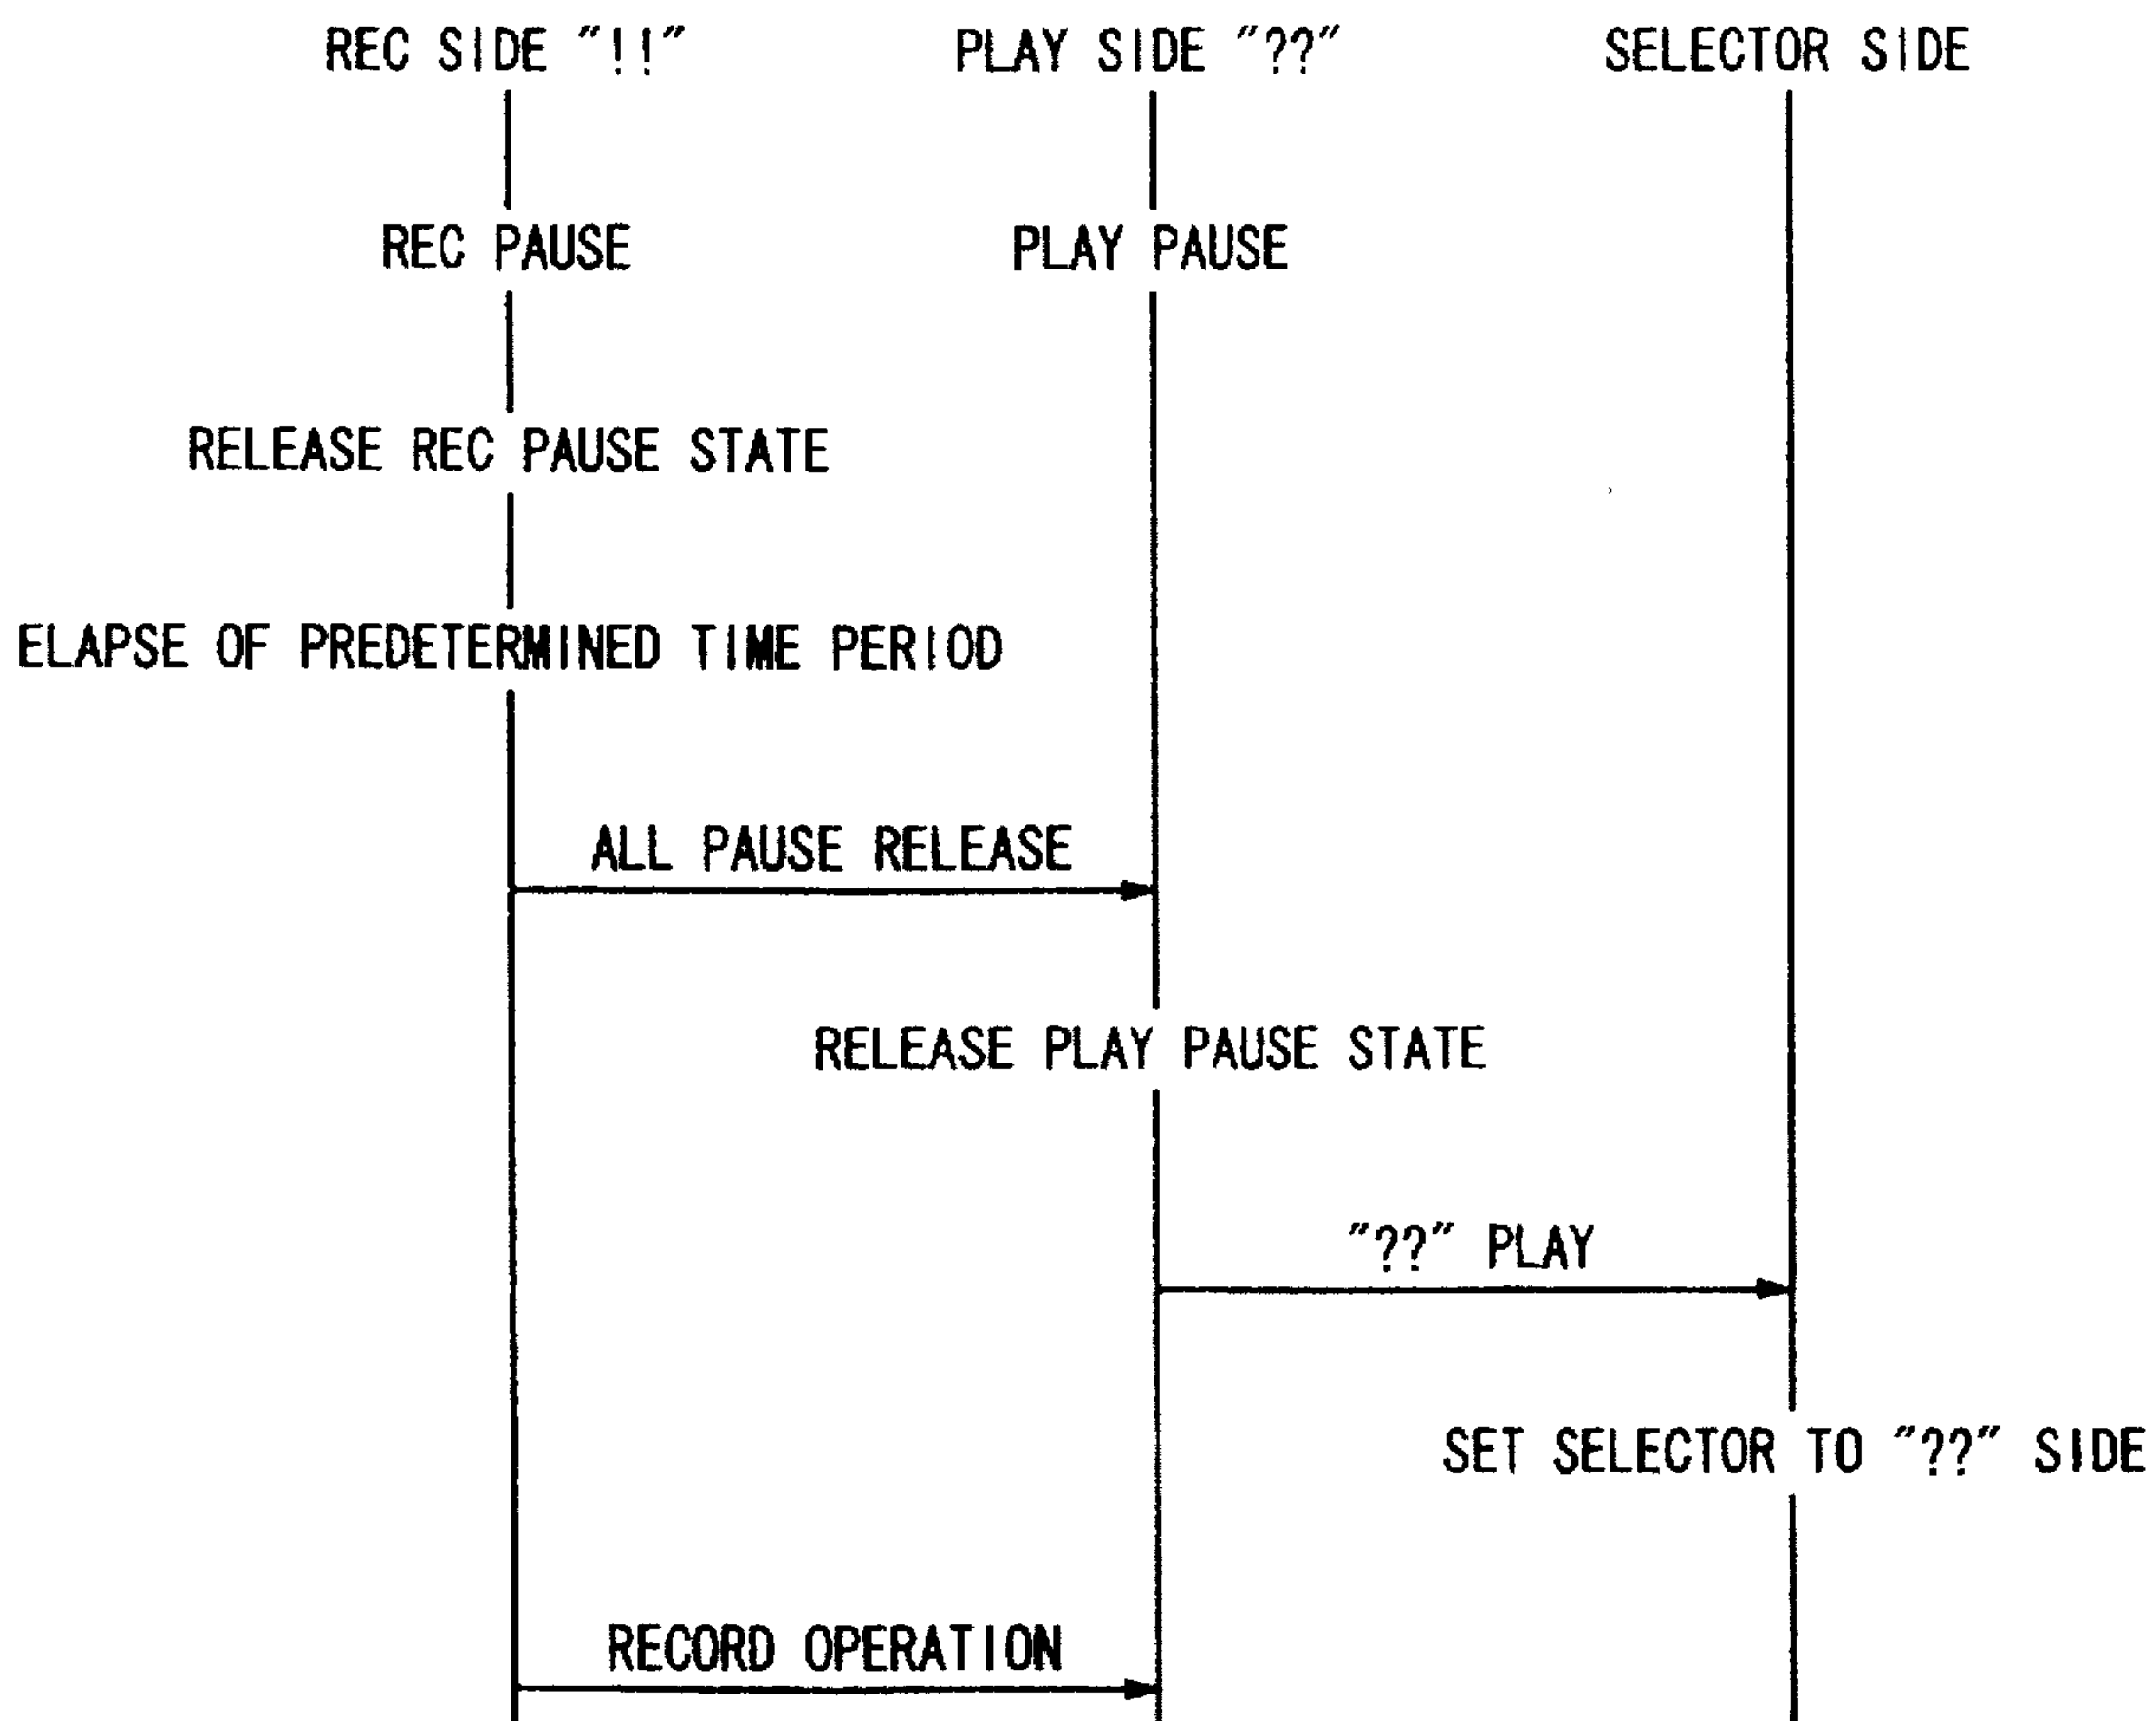 REC SIDE "!!"
PLAY SIDE "??"
SELECTOR SIDE
REC PAUSE
PLAY PAUSE
RELEASE REC PAUSE STATE
ELAPSE OF PREDETERMINED TIME PERIOD
ALL PAUSE RELEASE
RELEASE PLAY PAUSE STATE
"??" PLAY
SET SELECTOR TO "??" SIDE
RECORD OPERATION